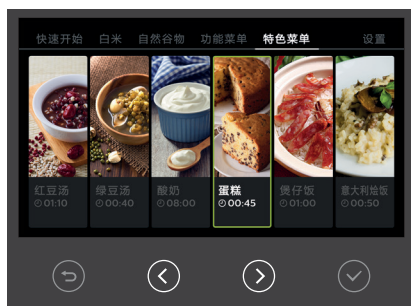 快速开始 白米 自然谷物 功能菜单 特色菜单 设置
红豆汤 绿豆汤 酸奶 蛋糕 煲仔饭 意大利烩饭
01:10 00:40 08:00 00:45 01:00 00:50